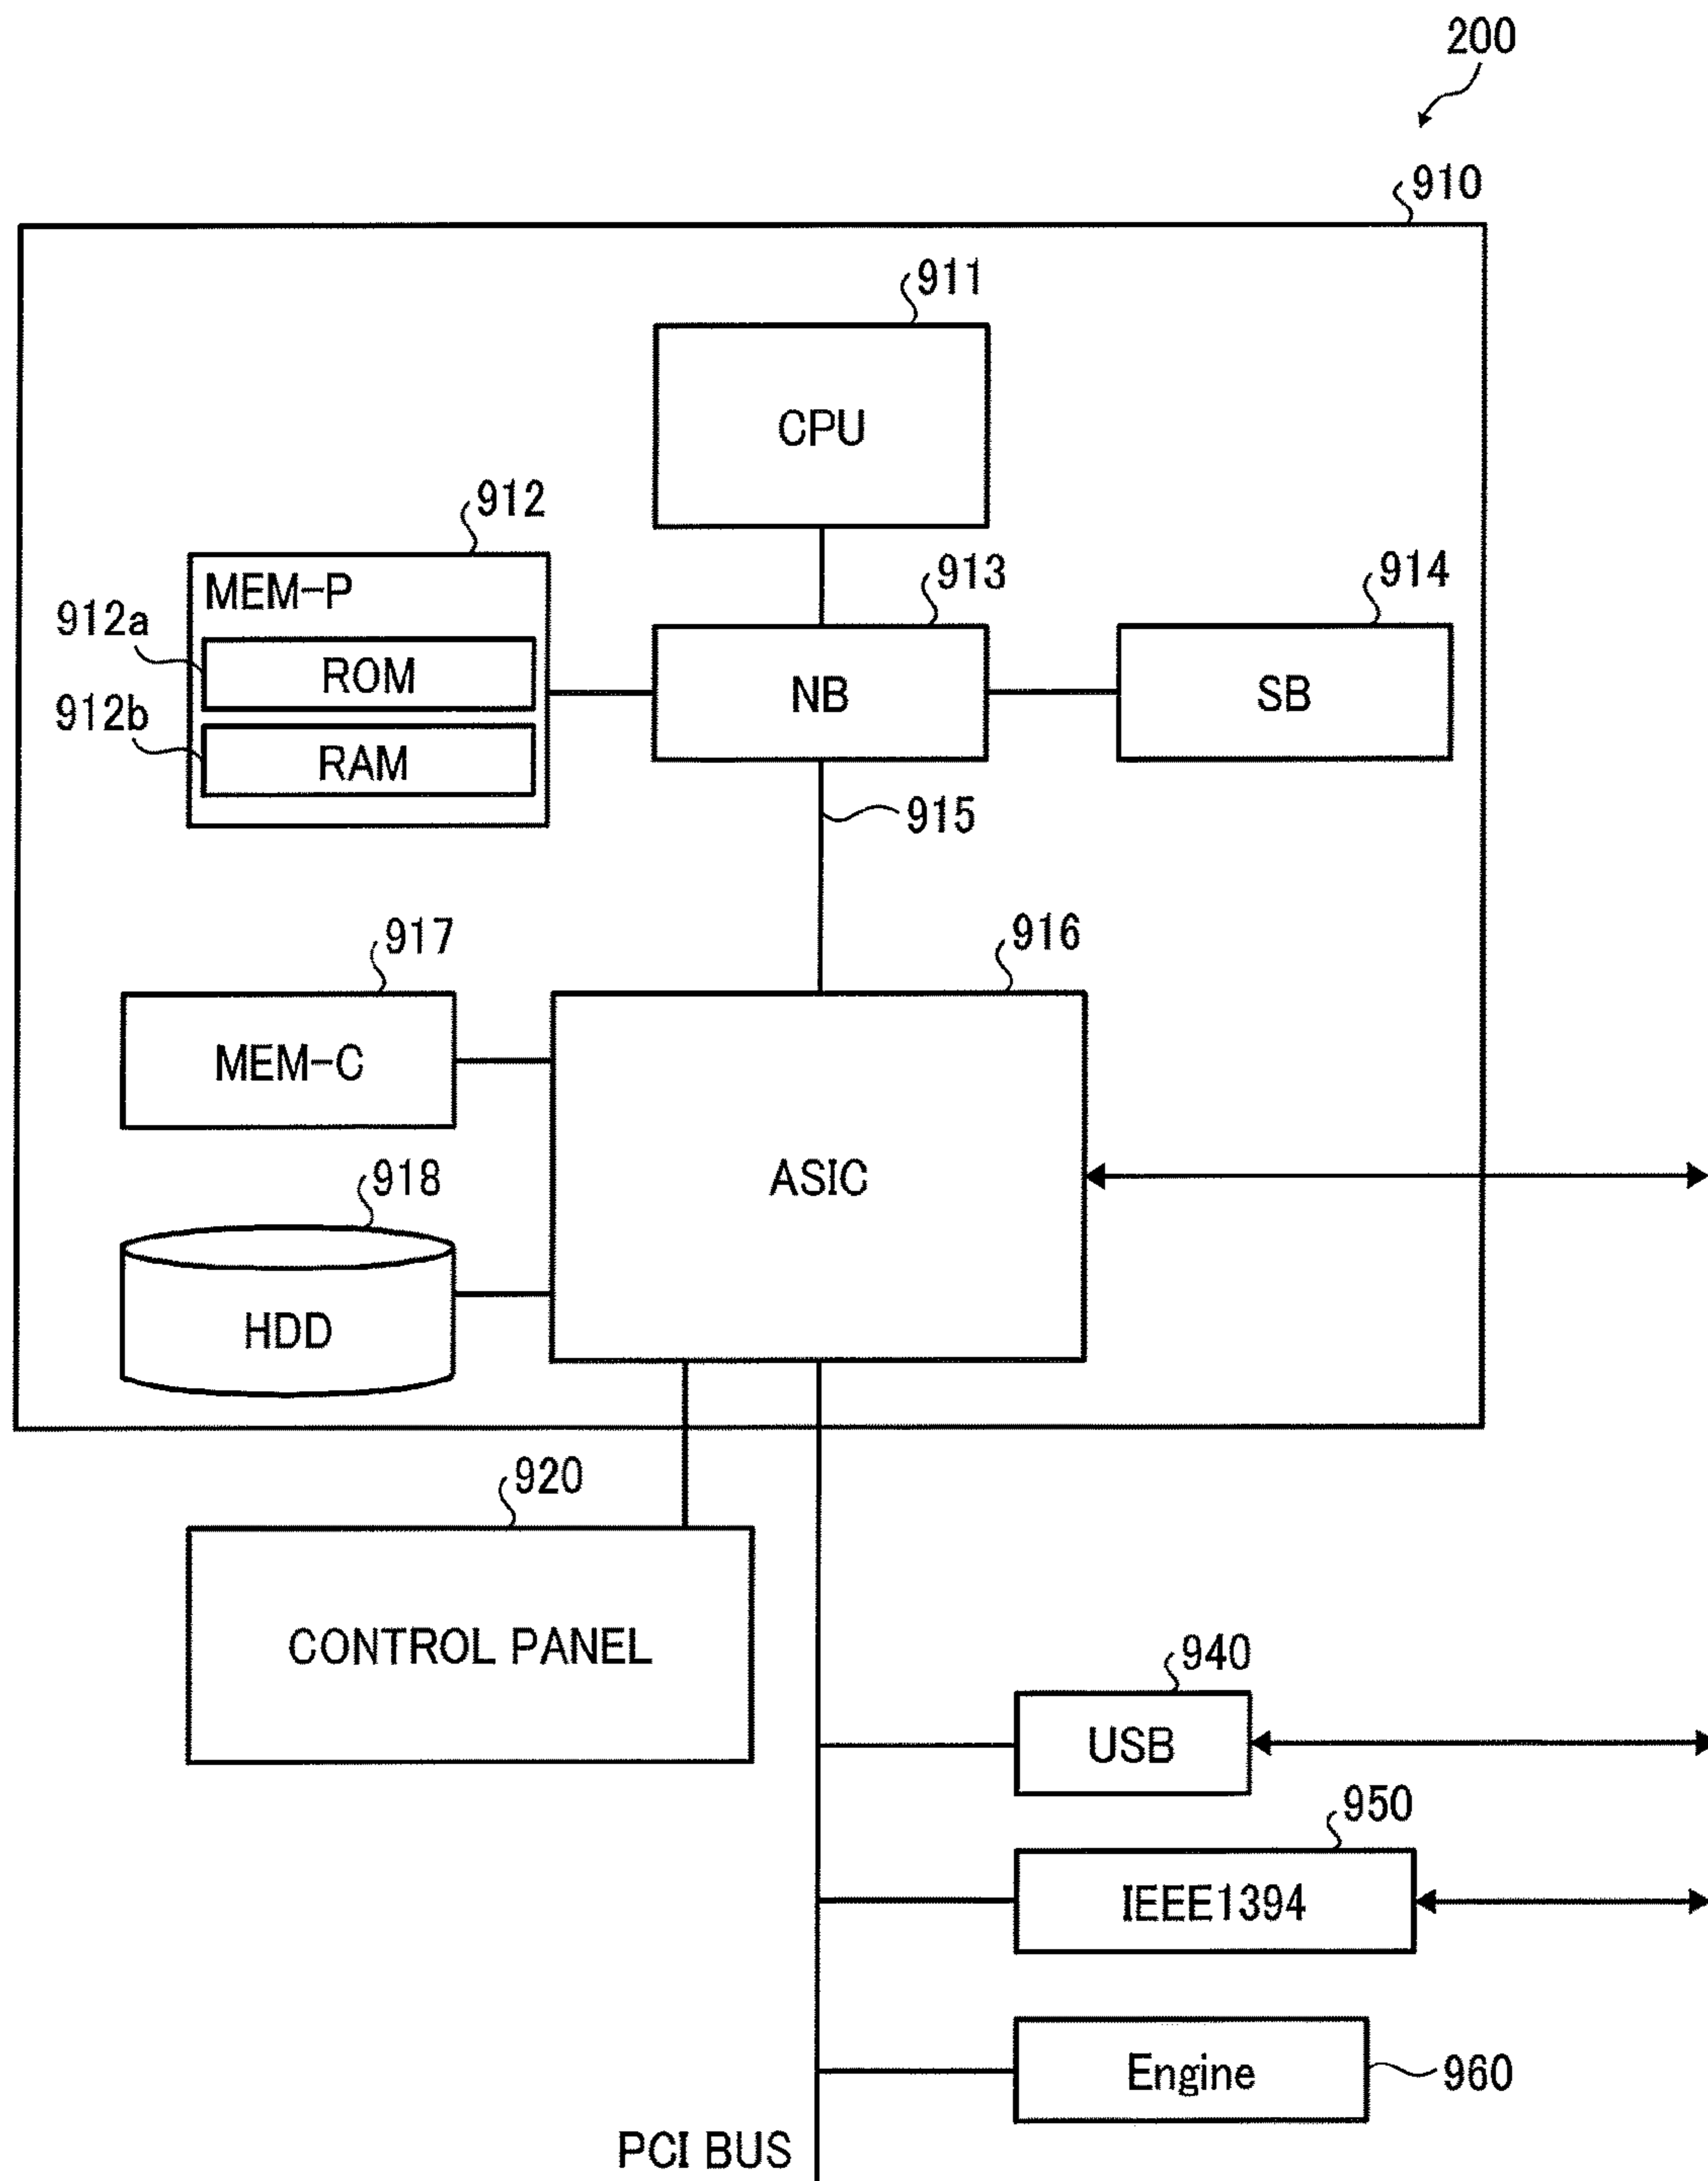 200
910
911
CPU
912
MEM-P
912a
ROM
912b
RAM
913
NB
914
SB
915
917
MEM-C
916
ASIC
918
HDD
920
CONTROL PANEL
940
USB
950
IEEE1394
Engine
960
PCI BUS